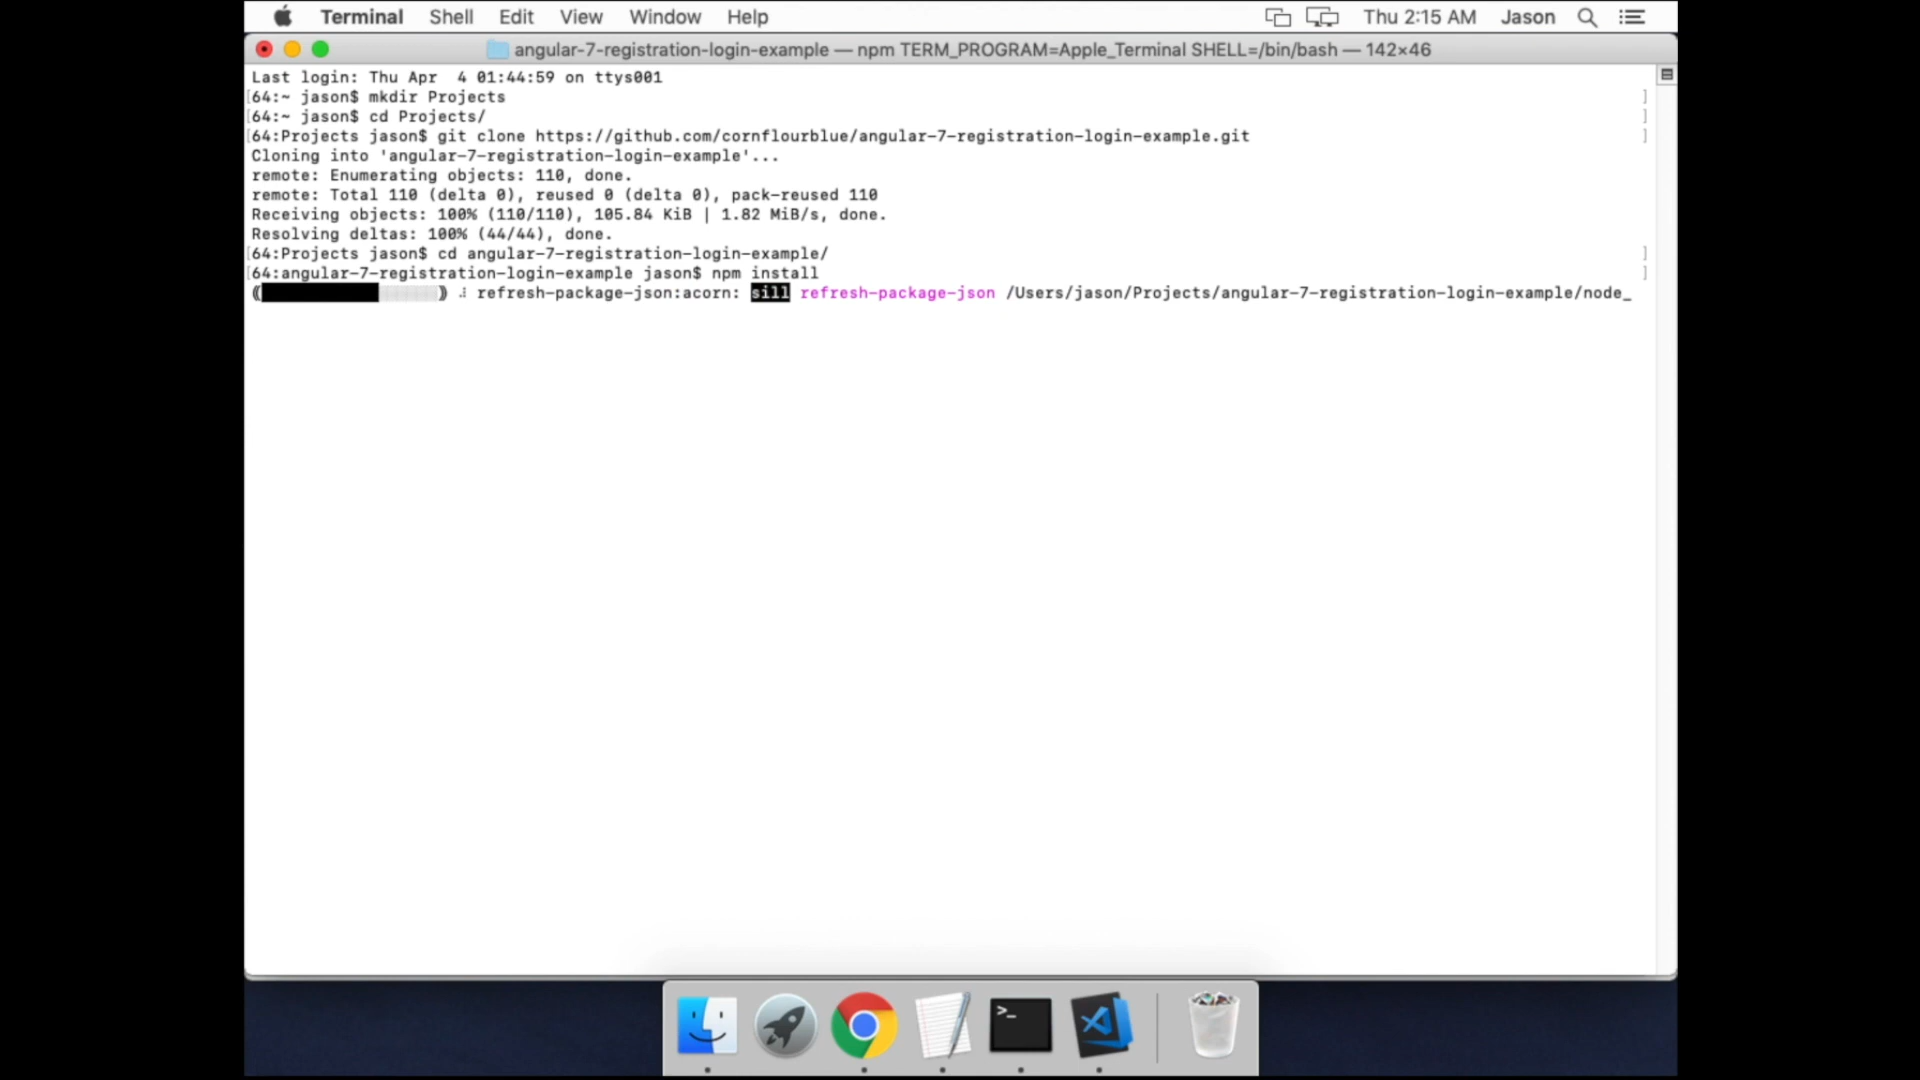 Terminal Shell Edit View Window Help Thu 2:15 AM Jason
angular-7-registration-login-example — npm TERM_PROGRAM=Apple_Terminal SHELL=/bin/bash — 142×46
Last login: Thu Apr  4 01:44:59 on ttys001
[64:~ jason$ mkdir Projects ]
[64:~ jason$ cd Projects/ ]
[64:Projects jason$ git clone https://github.com/cornflourblue/angular-7-registration-login-example.git ]
Cloning into 'angular-7-registration-login-example'...
remote: Enumerating objects: 110, done.
remote: Total 110 (delta 0), reused 0 (delta 0), pack-reused 110
Receiving objects: 100% (110/110), 105.84 KiB | 1.82 MiB/s, done.
Resolving deltas: 100% (44/44), done.
[64:Projects jason$ cd angular-7-registration-login-example/ ]
[64:angular-7-registration-login-example jason$ npm install ]
refresh-package-json:acorn: sill refresh-package-json /Users/jason/Projects/angular-7-registration-login-example/node_
>_